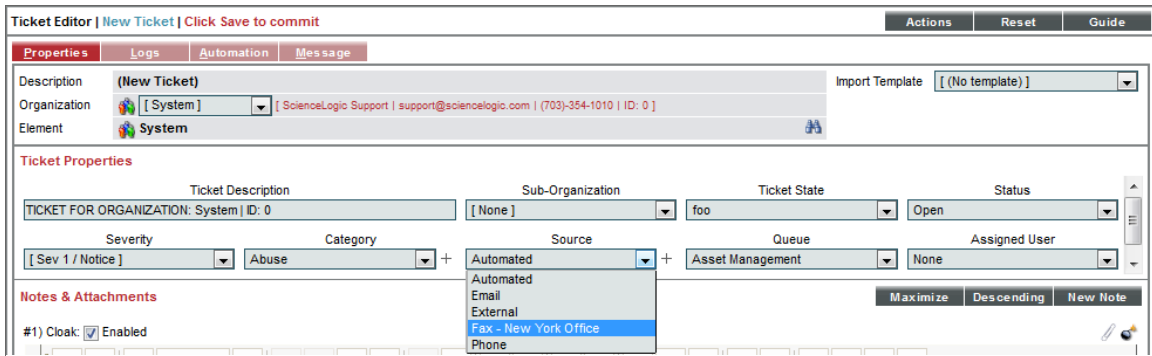 Ticket Editor | New Ticket | Click Save to commit
Actions Reset Guide
Properties Logs Automation Message
Description (New Ticket) Import Template [ (No template) ]
Organization [ System ] [ ScienceLogic Support | support@sciencelogic.com | (703)-354-1010 | ID: 0 ]
Element System
Ticket Properties
Ticket Description Sub-Organization Ticket State Status
TICKET FOR ORGANIZATION: System | ID: 0 [ None ] foo Open
Severity Category Source Queue Assigned User
[ Sev 1 / Notice ] Abuse + Automated + Asset Management None
Automated
Email
External
Fax - New York Office
Phone
Notes & Attachments Maximize Descending New Note
#1) Cloak: Enabled